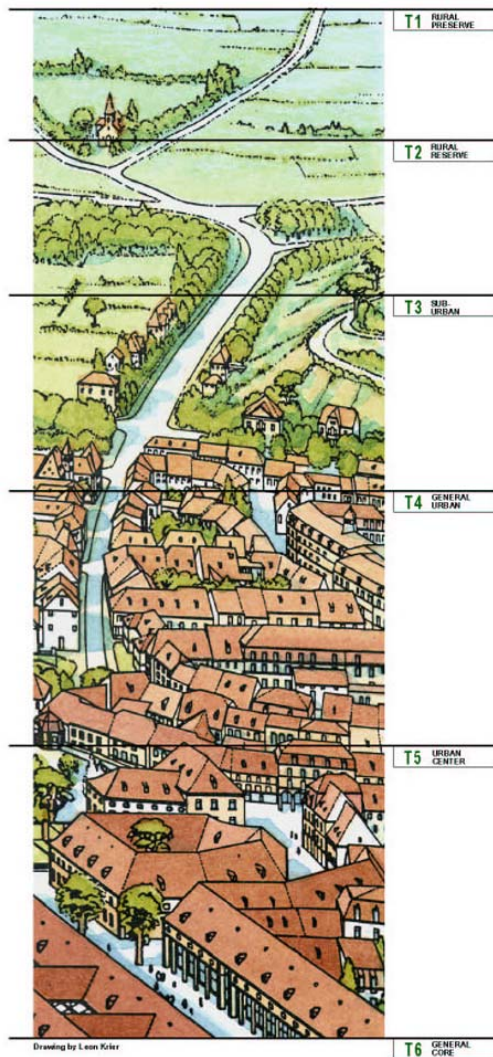 T1 RURAL
PRESERVE
T2 RURAL
RESERVE
T3 SUB-
URBAN
T4 GENERAL
URBAN
T5 URBAN
CENTER
Drawing by Leon Krier
T6 GENERAL
CORE